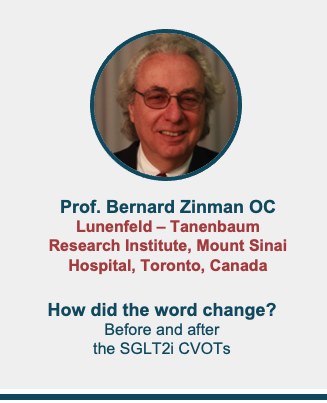 Prof. Bernard Zinman OC
Lunenfeld – Tanenbaum
Research Institute, Mount Sinai
Hospital, Toronto, Canada
How did the word change?
Before and after
the SGLT2i CVOTs